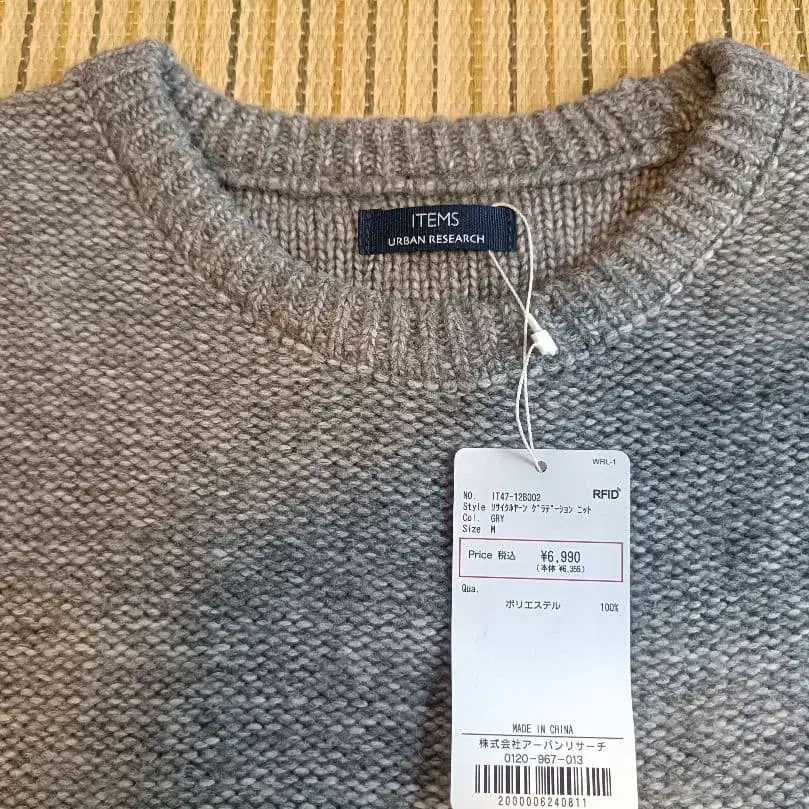 ITEMS
URBAN RESEARCH
WRL-1
RFID
NO. IT47-12B002
Style リサイクルヤーン グラデーション ニット
Col. GRY
Size M
Price 税込 ¥6,990
(本体 ¥6,355)
Qua.
ポリエステル 100%
MADE IN CHINA
株式会社アーバンリサーチ
0120-967-013
2000006240811